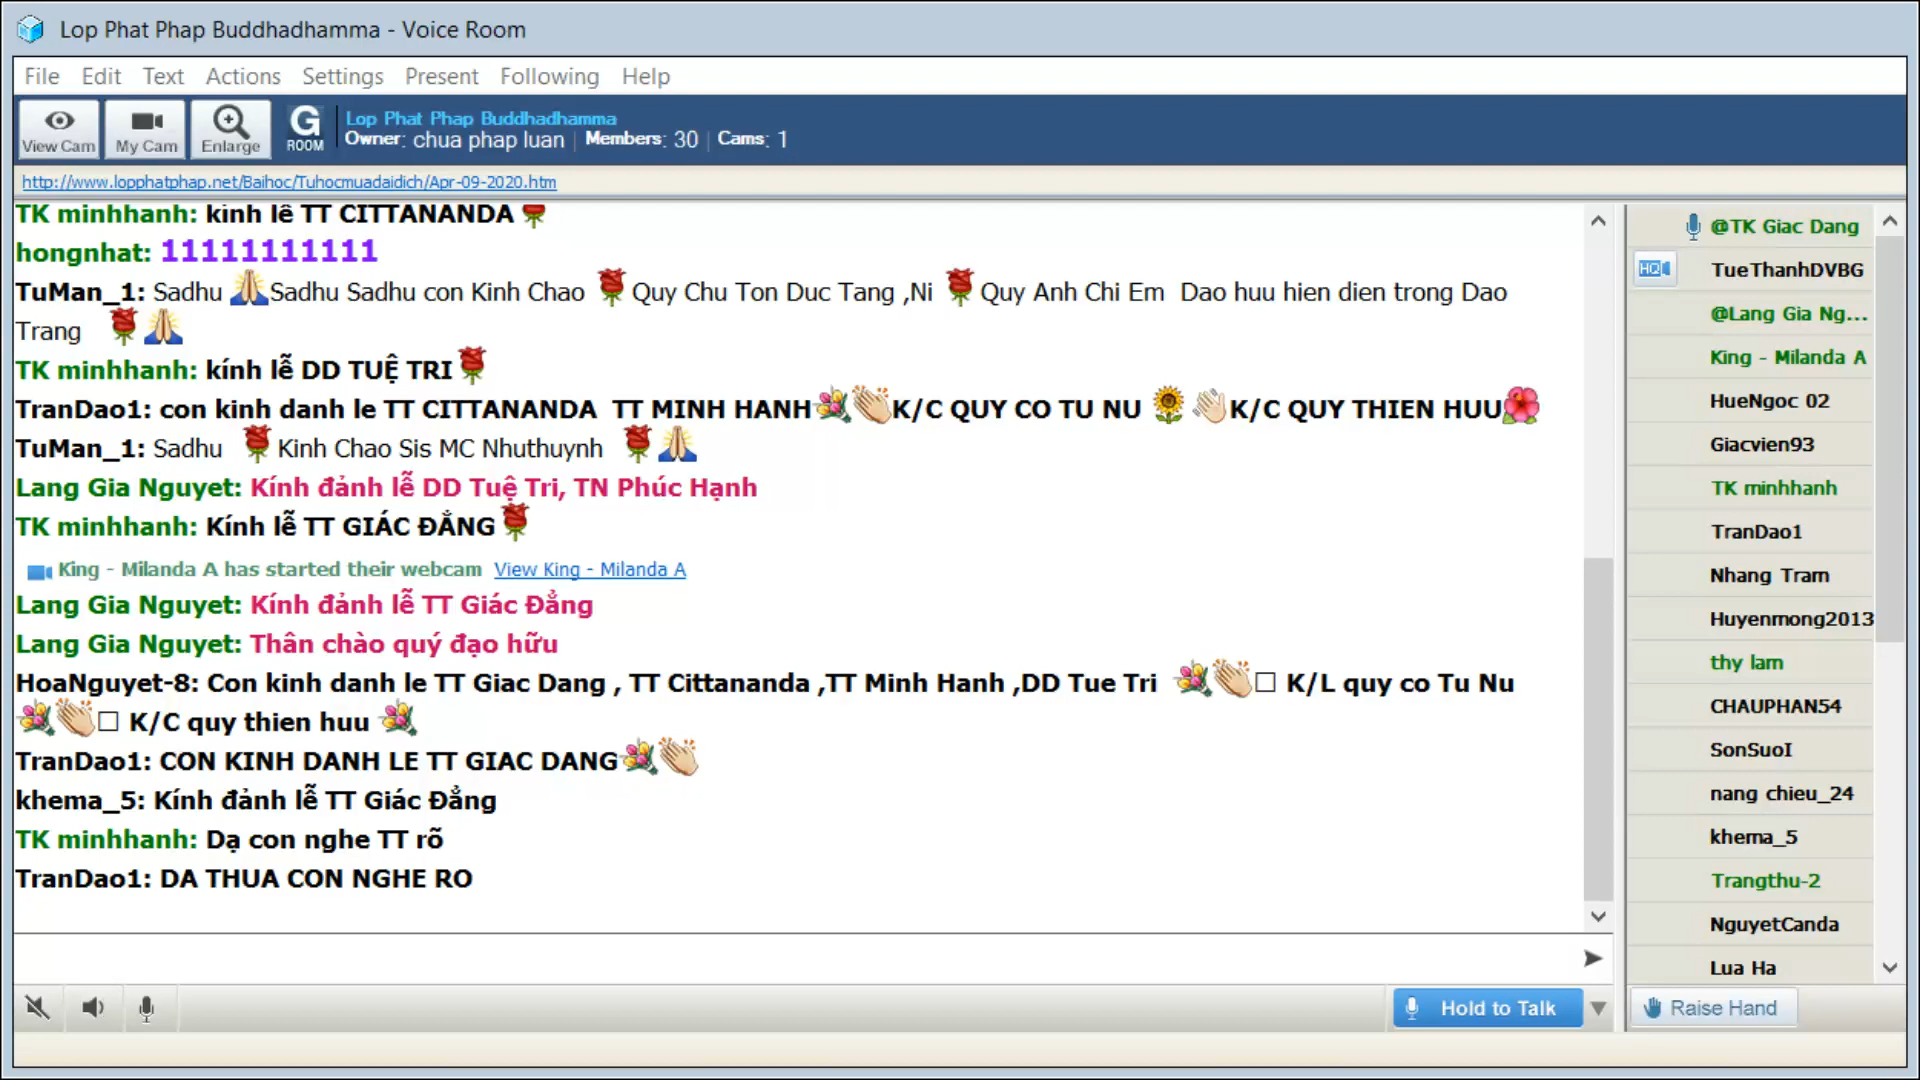 Lop Phat Phap Buddhadhamma - Voice Room
File Edit Text Actions Settings Present Following Help
View Cam My Cam Enlarge G ROOM
Lop Phat Phap Buddhadhamma
Owner: chua phap luan | Members: 30 | Cams: 1
http://www.lopphatphap.net/Baihoc/Tuhocmuadaidich/Apr-09-2020.htm
TK minhhanh: kính lễ TT CITTANANDA
hongnhat: 11111111111
TuMan_1: Sadhu Sadhu Sadhu con Kinh Chao Quy Chu Ton Duc Tang ,Ni Quy Anh Chi Em Dao huu hien dien trong Dao
Trang
TK minhhanh: kính lễ DD TUỆ TRI
TranDao1: con kinh danh le TT CITTANANDA TT MINH HANH K/C QUY CO TU NU K/C QUY THIEN HUU
TuMan_1: Sadhu Kinh Chao Sis MC Nhuthuynh
Lang Gia Nguyet: Kính đảnh lễ DD Tuệ Tri, TN Phúc Hạnh
TK minhhanh: Kính lễ TT GIÁC ĐẲNG
King - Milanda A has started their webcam View King - Milanda A
Lang Gia Nguyet: Kính đảnh lễ TT Giác Đẳng
Lang Gia Nguyet: Thân chào quý đạo hữu
HoaNguyet-8: Con kinh danh le TT Giac Dang , TT Cittananda ,TT Minh Hanh ,DD Tue Tri K/L quy co Tu Nu
K/C quy thien huu
TranDao1: CON KINH DANH LE TT GIAC DANG
khema_5: Kính đảnh lễ TT Giác Đẳng
TK minhhanh: Dạ con nghe TT rõ
TranDao1: DA THUA CON NGHE RO
Hold to Talk
@TK Giac Dang
HQ TueThanhDVBG
@Lang Gia Ng...
King - Milanda A
HueNgoc 02
Giacvien93
TK minhhanh
TranDao1
Nhang Tram
Huyenmong2013
thy lam
CHAUPHAN54
SonSuoI
nang chieu_24
khema_5
Trangthu-2
NguyetCanda
Lua Ha
Raise Hand